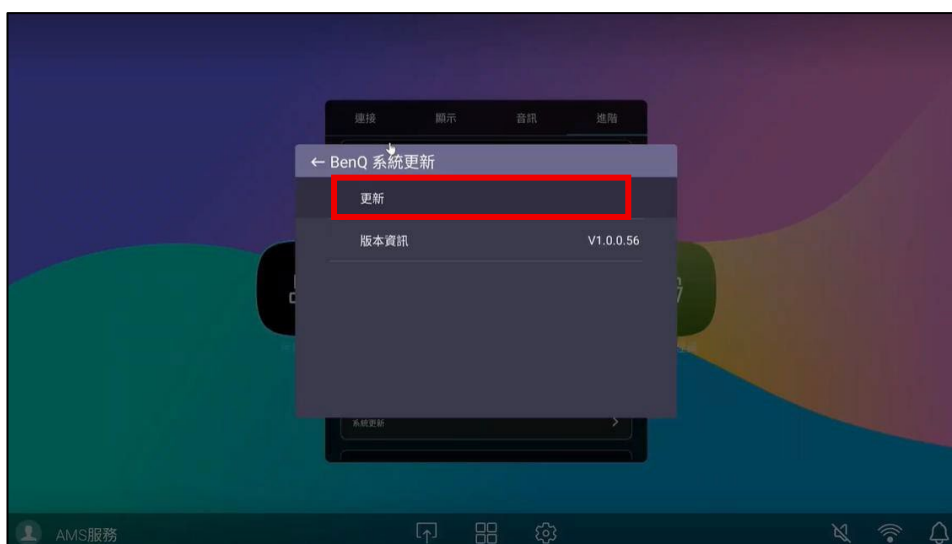 連接 顯示 音訊 進階
← BenQ 系統更新
更新
版本資訊 V1.0.0.56
系統更新 >
AMS服務